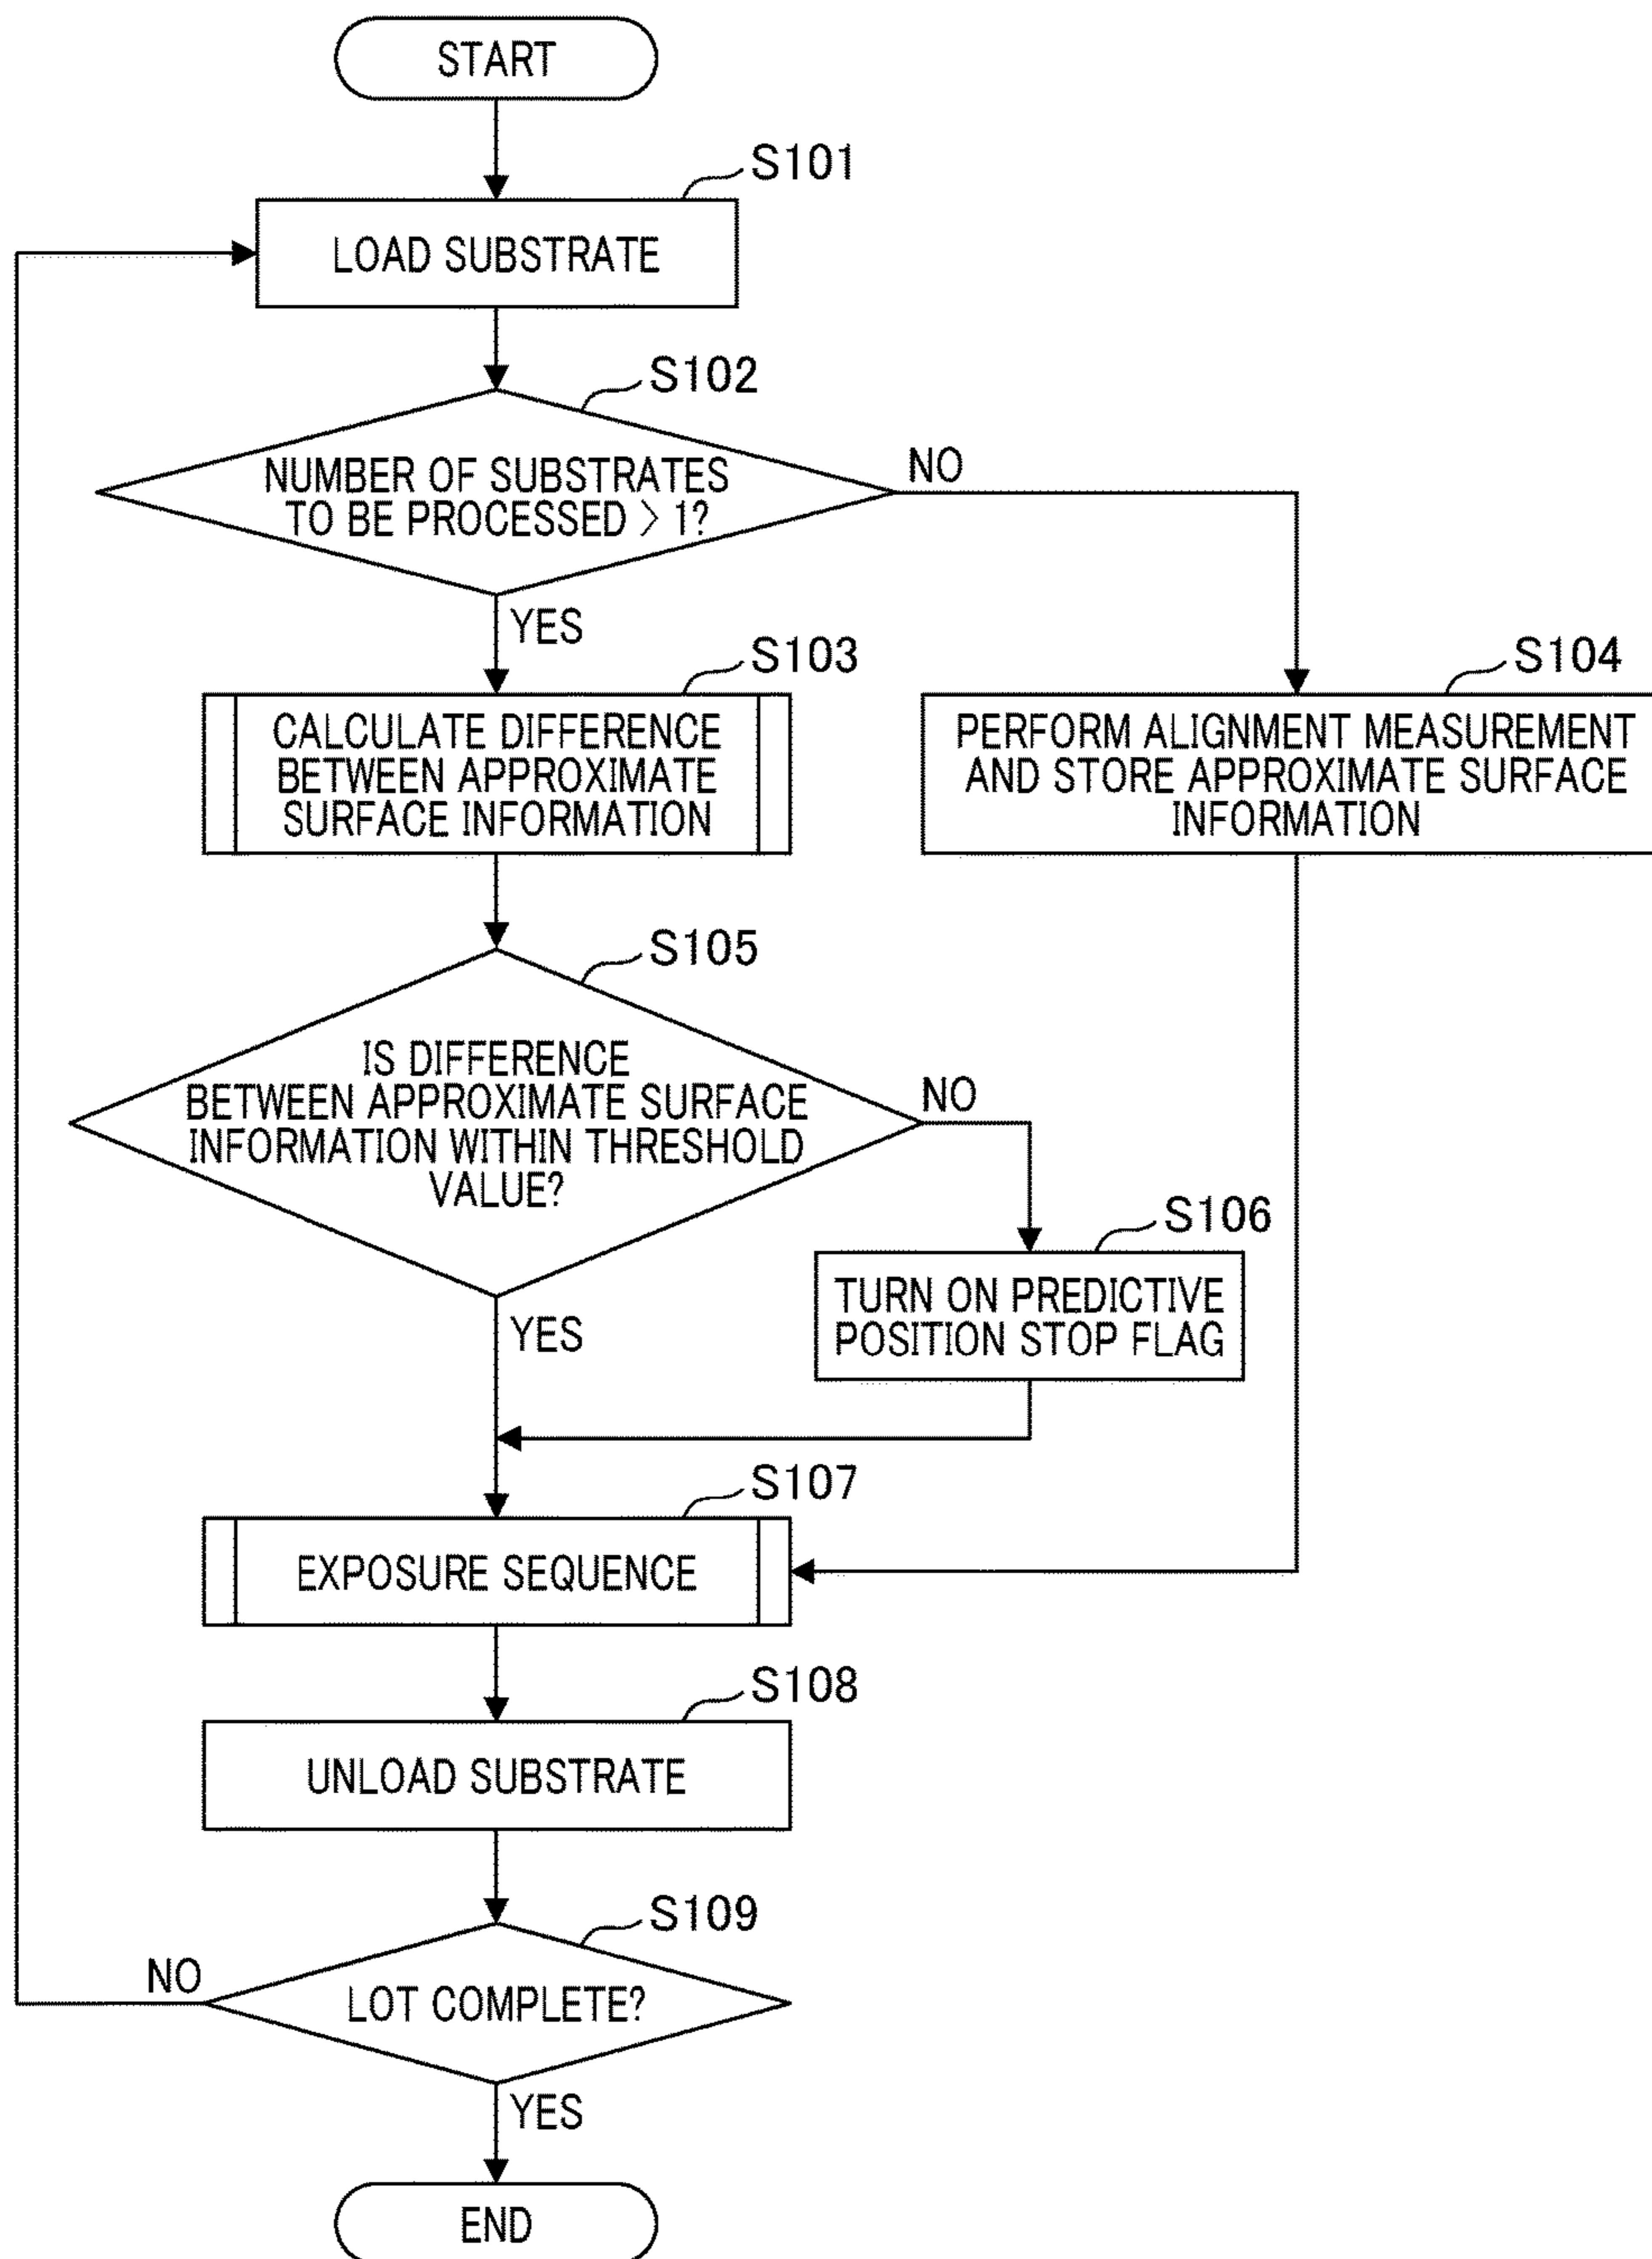 START
S101
LOAD SUBSTRATE
S102
NUMBER OF SUBSTRATES
TO BE PROCESSED > 1?
NO
YES
S103
CALCULATE DIFFERENCE
BETWEEN APPROXIMATE
SURFACE INFORMATION
S104
PERFORM ALIGNMENT MEASUREMENT
AND STORE APPROXIMATE SURFACE
INFORMATION
S105
IS DIFFERENCE
BETWEEN APPROXIMATE SURFACE
INFORMATION WITHIN THRESHOLD
VALUE?
NO
YES
S106
TURN ON PREDICTIVE
POSITION STOP FLAG
S107
EXPOSURE SEQUENCE
S108
UNLOAD SUBSTRATE
S109
LOT COMPLETE?
NO
YES
END